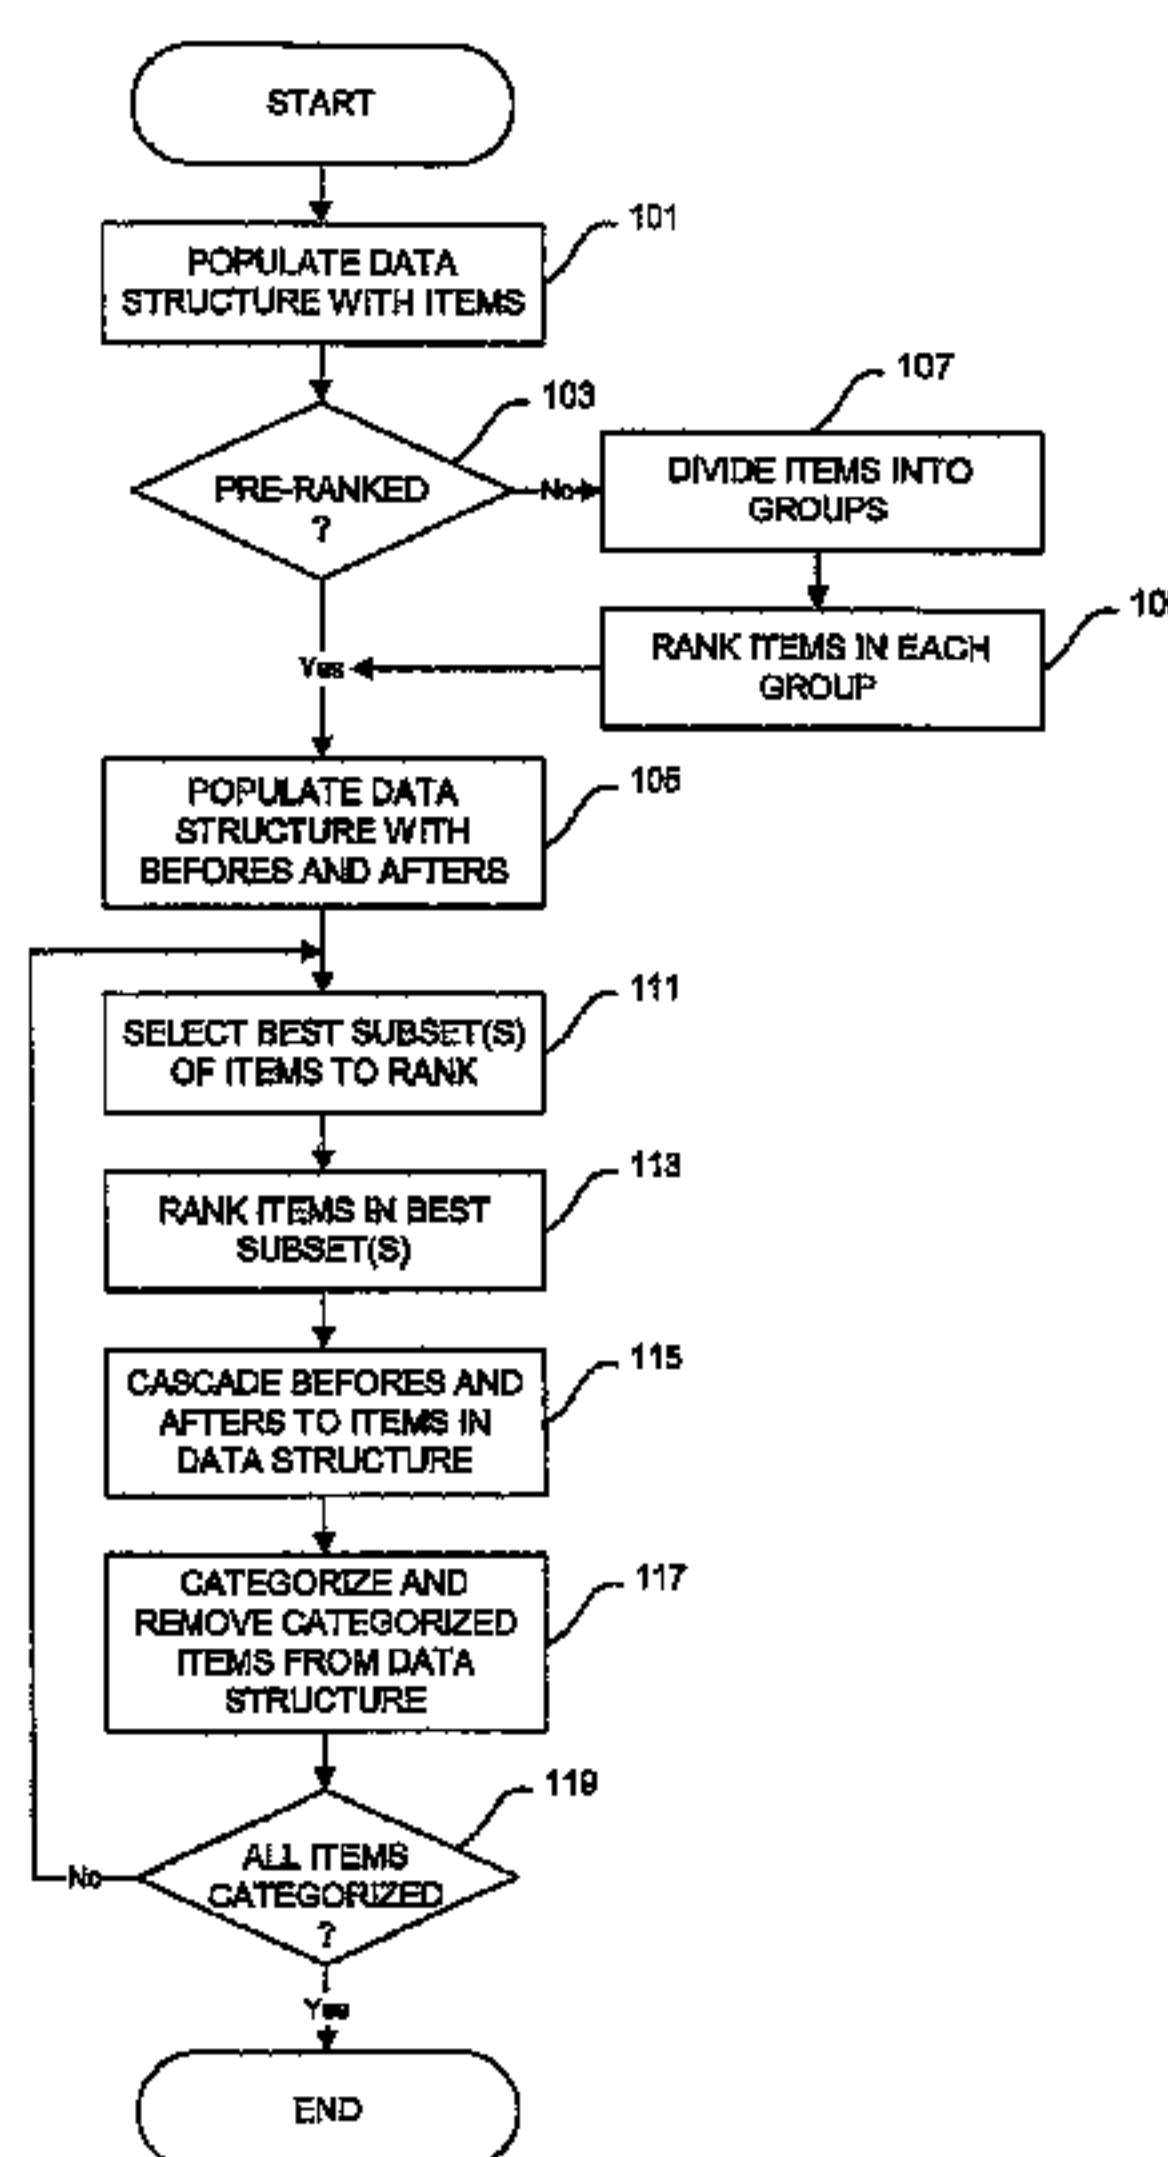 START
101
POPULATE DATA
STRUCTURE WITH ITEMS
103
PRE-RANKED
?
No
107
DIVIDE ITEMS INTO
GROUPS
RANK ITEMS IN EACH
GROUP
Yes
105
POPULATE DATA
STRUCTURE WITH
BEFORES AND AFTERS
111
SELECT BEST SUBSET(S)
OF ITEMS TO RANK
113
RANK ITEMS IN BEST
SUBSET(S)
115
CASCADE BEFORES AND
AFTERS TO ITEMS IN
DATA STRUCTURE
117
CATEGORIZE AND
REMOVE CATEGORIZED
ITEMS FROM DATA
STRUCTURE
119
ALL ITEMS
CATEGORIZED
?
No
Yes
END